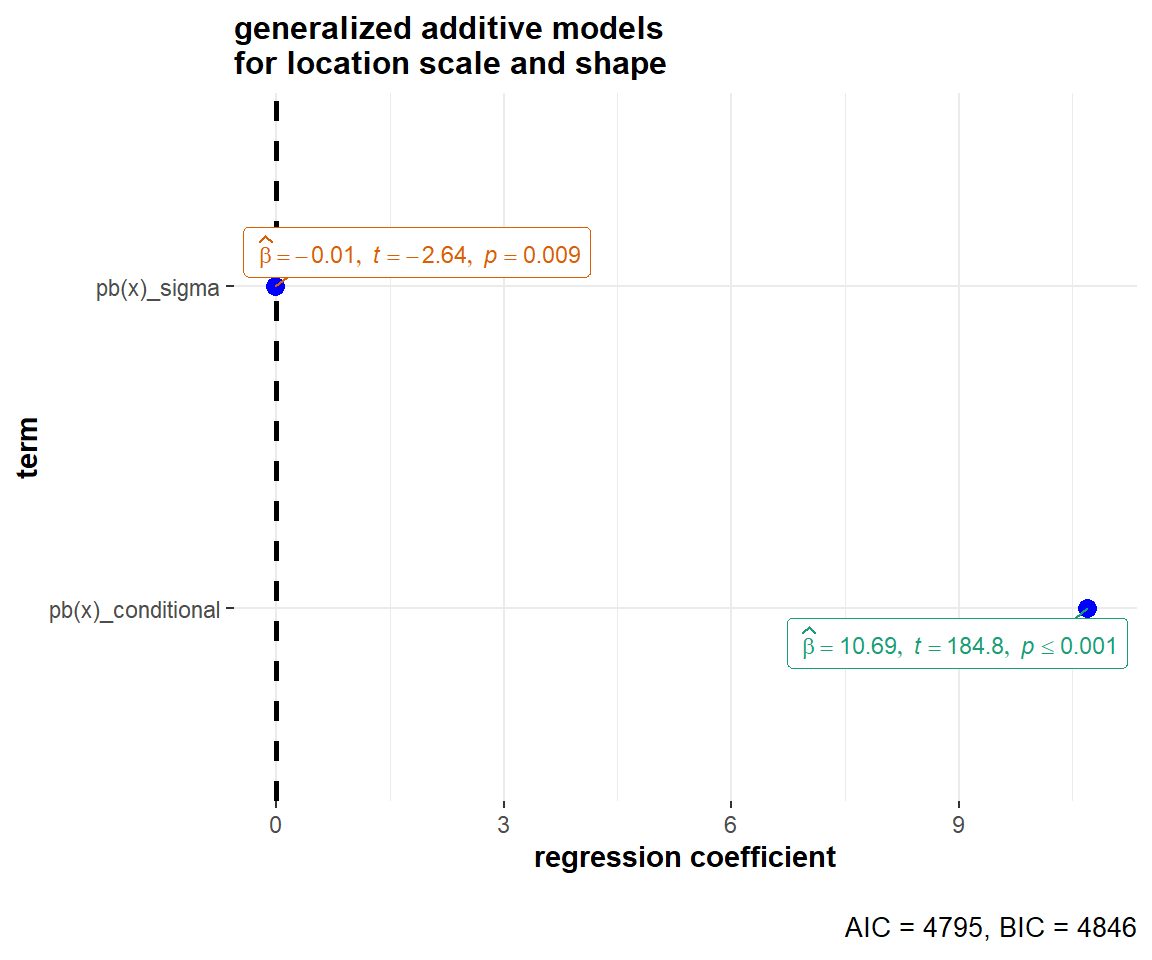 generalized additive models
for location scale and shape
β̂ = −0.01, t = −2.64, p = 0.009
pb(x)_sigma
term
pb(x)_conditional
β̂ = 10.69, t = 184.8, p ≤ 0.001
0 3 6 9
regression coefficient
AIC = 4795, BIC = 4846